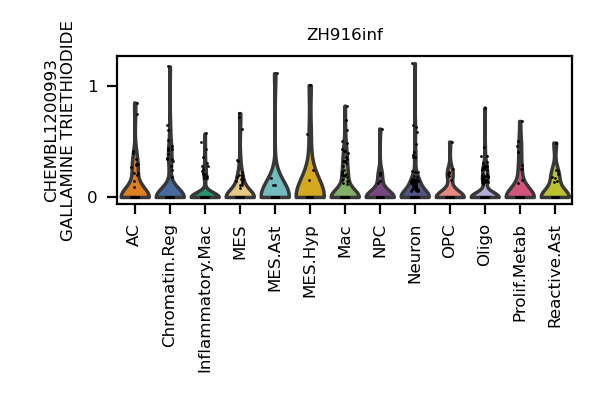 ZH916inf
CHEMBL1200993
GALLAMINE TRIETHIODIDE
1
0
AC
Chromatin.Reg
Inflammatory.Mac
MES
MES.Ast
MES.Hyp
Mac
NPC
Neuron
OPC
Oligo
Prolif.Metab
Reactive.Ast